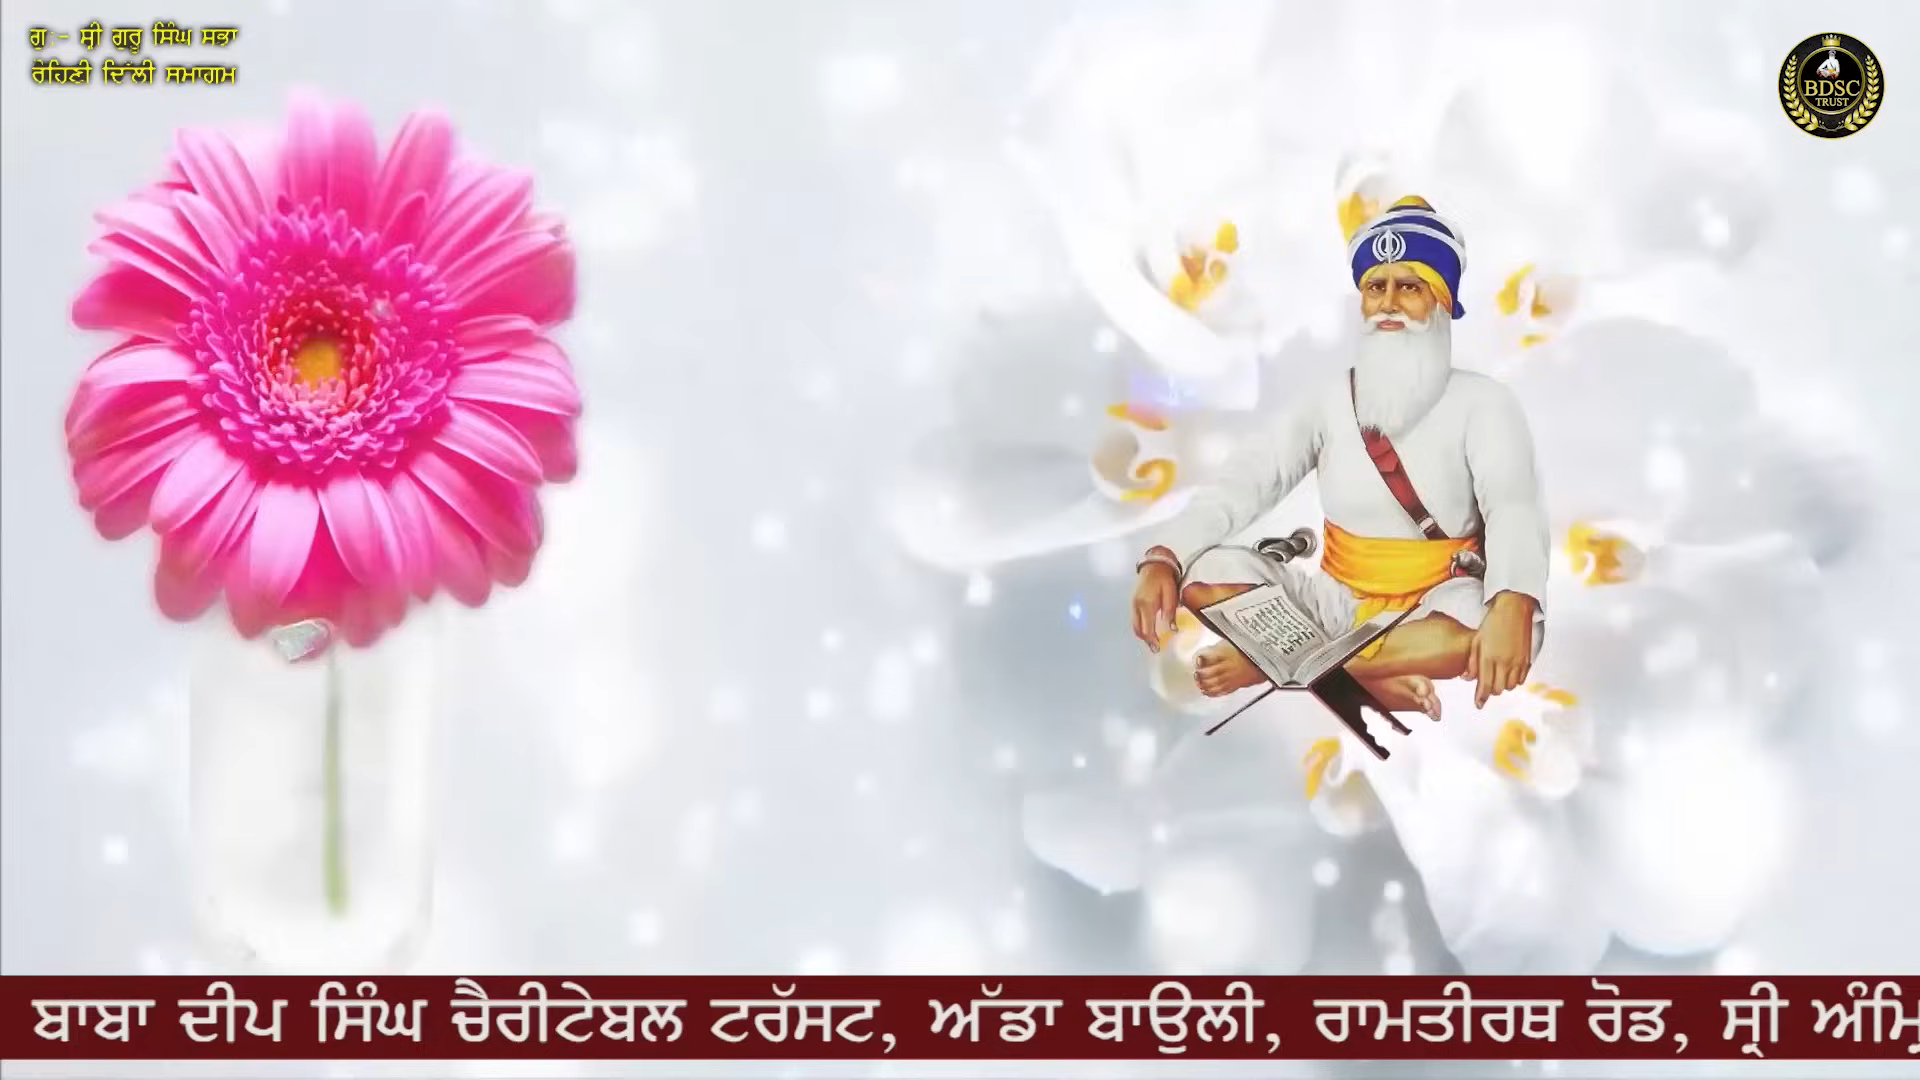 ਗੁ:- ਸ੍ਰੀ ਗੁਰੂ ਸਿੰਘ ਸਭਾ
ਰੋਹਿਣੀ ਦਿੱਲੀ ਸਮਾਗਮ
BDSC
TRUST
ਬਾਬਾ ਦੀਪ ਸਿੰਘ ਚੈਰੀਟੇਬਲ ਟਰੱਸਟ, ਅੱਡਾ ਬਾਉਲੀ, ਰਾਮਤੀਰਥ ਰੋਡ, ਸ੍ਰੀ